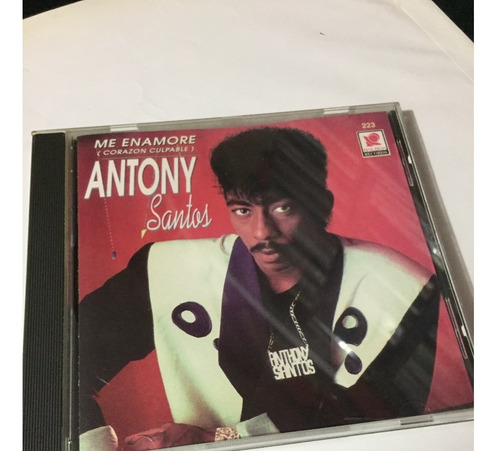 ME ENAMORE
( CORAZON CULPABLE )
ANTONY
Santos
223
ANTHONY
SANTOS